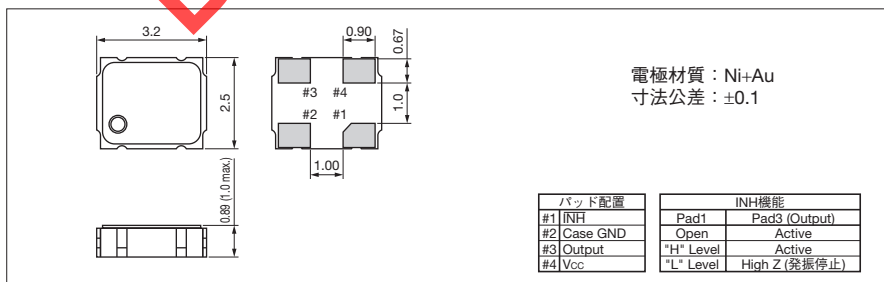 3.2
2.5
0.89 (1.0 max.)
0.90
0.67
1.0
#3 #4
#2 #1
1.00
電極材質：Ni+Au
寸法公差：±0.1
パッド配置
#1 INH
#2 Case GND
#3 Output
#4 Vcc
INH機能
Pad1 Pad3 (Output)
Open Active
"H" Level Active
"L" Level High Z (発振停止)